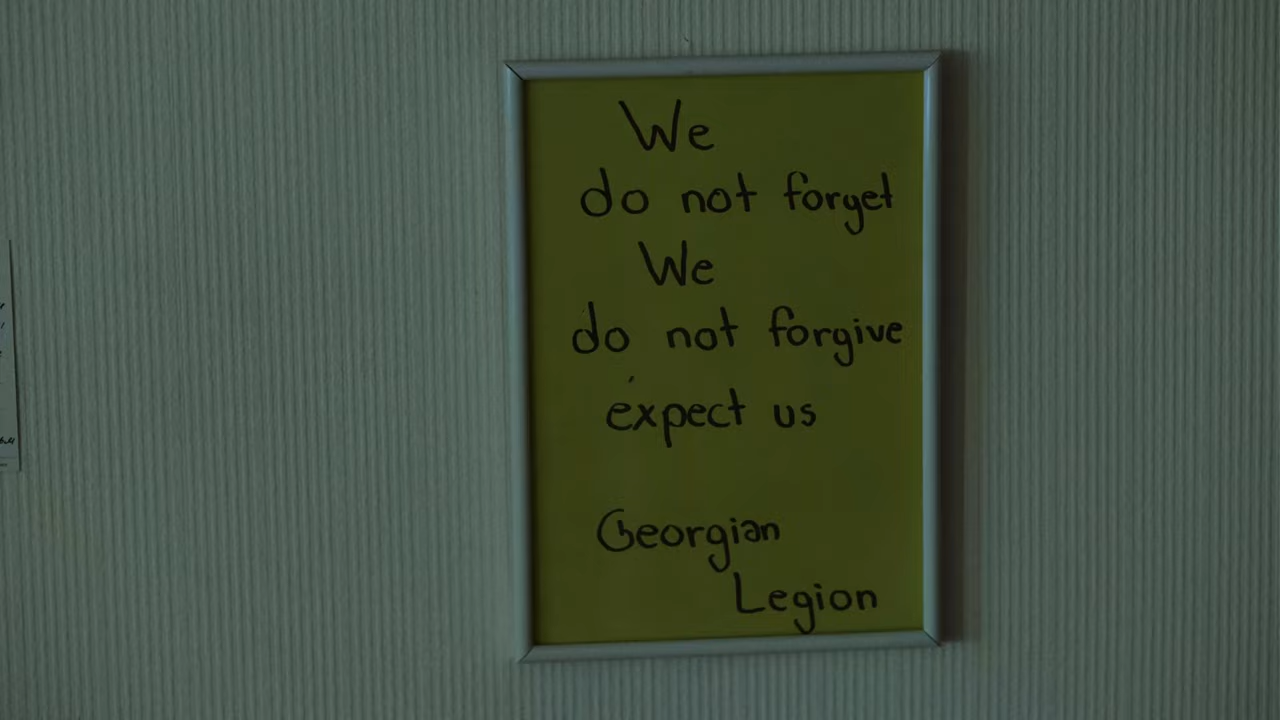 We
do not forget
We
do not forgive
expect us
Georgian
Legion